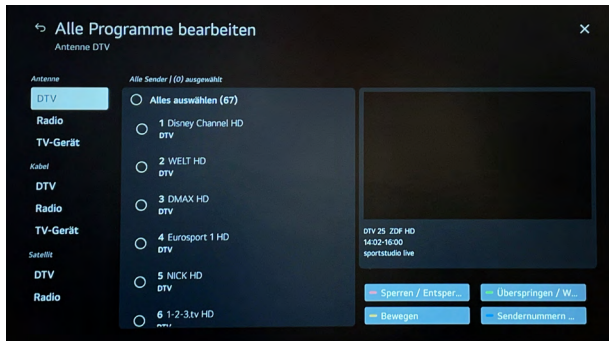 Alle Programme bearbeiten
Antenne DTV
Antenne
DTV
Radio
TV-Gerät
Kabel
DTV
Radio
TV-Gerät
Satellit
DTV
Radio
Alle Sender | (0) ausgewählt
Alles auswählen (67)
1 Disney Channel HD
DTV
2 WELT HD
DTV
3 DMAX HD
DTV
4 Eurosport 1 HD
DTV
5 NICK HD
DTV
6 1-2-3.tv HD
DTV
DTV 25 ZDF HD
14:02-16:00
sportstudio live
Sperren / Entsper...
Überspringen / W...
Bewegen
Sendernummern ...